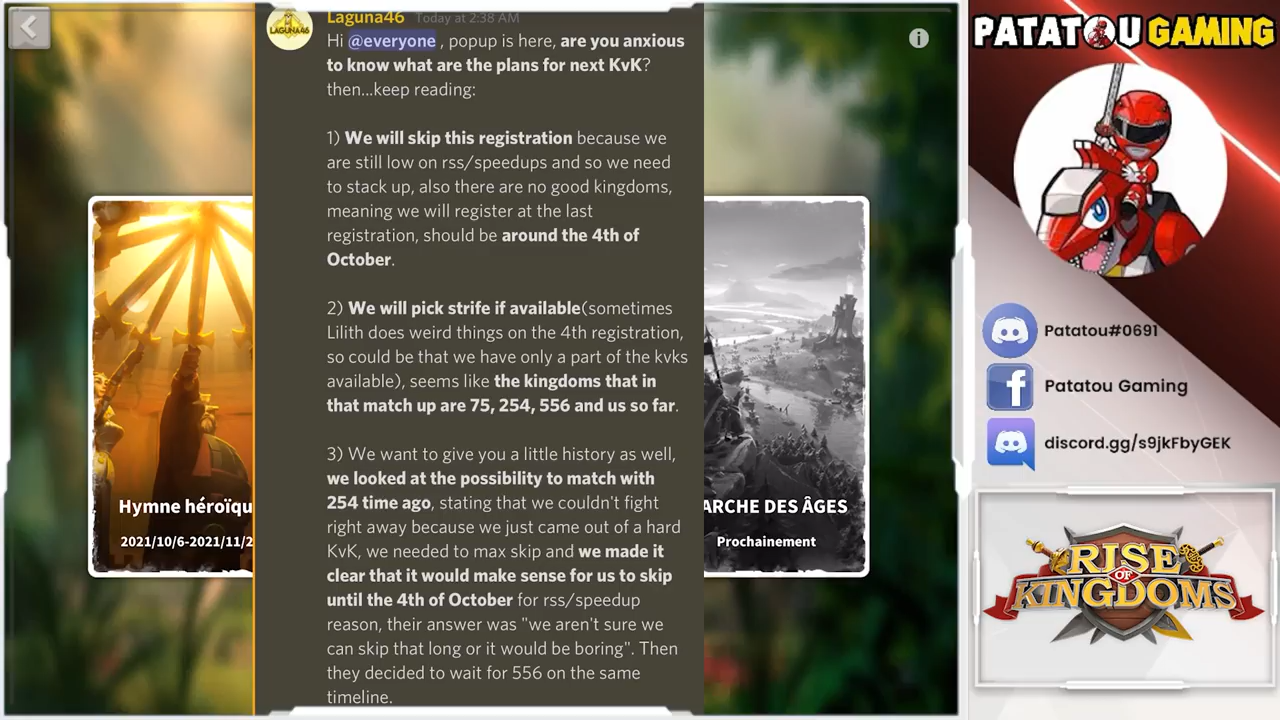 Laguna46 Today at 2:38 AM
LAGUNA46
Hi @everyone , popup is here, are you anxious
to know what are the plans for next KvK?
then...keep reading:
1) We will skip this registration because we
are still low on rss/speedups and so we need
to stack up, also there are no good kingdoms,
meaning we will register at the last
registration, should be around the 4th of
October.
2) We will pick strife if available(sometimes
Lilith does weird things on the 4th registration,
so could be that we have only a part of the kvks
available), seems like the kingdoms that in
that match up are 75, 254, 556 and us so far.
3) We want to give you a little history as well,
we looked at the possibility to match with
254 time ago, stating that we couldn't fight
right away because we just came out of a hard
KvK, we needed to max skip and we made it
clear that it would make sense for us to skip
until the 4th of October for rss/speedup
reason, their answer was "we aren't sure we
can skip that long or it would be boring". Then
they decided to wait for 556 on the same
timeline.
Hymne héroïqu
2021/10/6-2021/11/2
ARCHE DES ÂGES
Prochainement
PATATOU GAMING
Patatou#0691
Patatou Gaming
discord.gg/s9jkFbyGEK
RISE
OF
KINGDOMS